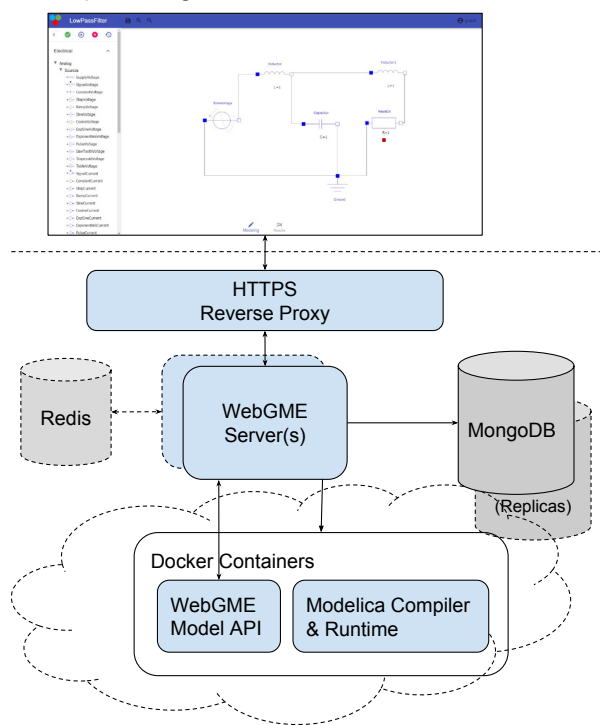 LowPassFilter
Electrical
Analog
Sources
SupplyVoltage
SignalVoltage
ConstantVoltage
StepVoltage
RampVoltage
SineVoltage
CosineVoltage
ExpSineVoltage
ExponentialsVoltage
PulseVoltage
SawToothVoltage
TrapezoidVoltage
TableVoltage
SignalCurrent
ConstantCurrent
StepCurrent
RampCurrent
SineCurrent
CosineCurrent
ExpSineCurrent
ExponentialsCurrent
PulseCurrent
Inductor
L=1
Inductor1
Capacitor
C=1
Resistor
R=1
Ground
Modeling
Results
HTTPS
Reverse Proxy
Redis
WebGME
Server(s)
MongoDB
(Replicas)
Docker Containers
WebGME
Model API
Modelica Compiler
& Runtime